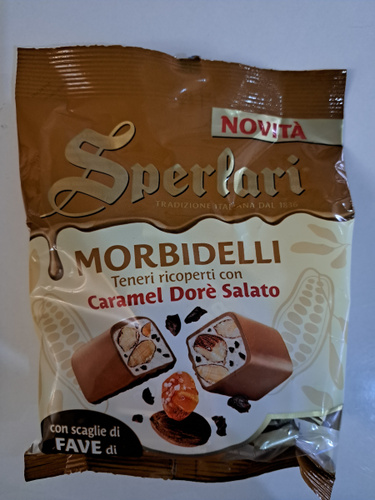 NOVITÀ
Sperlari
TRADIZIONE ITALIANA DAL 1836
MORBIDELLI
Teneri ricoperti con
Caramel Dorè Salato
con scaglie di
FAVE di